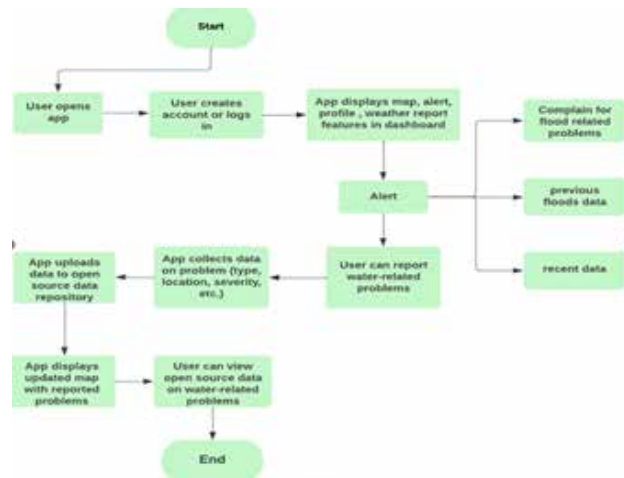 Start
User opens
app
User creates
account or logs
in
App displays map, alert,
profile , weather report
features in dashboard
Complain for
flood related
problems
Alert
previous
floods data
recent data
User can report
water-related
problems
App collects data
on problem (type,
location, severity,
etc.)
App uploads
data to open
source data
repository
App displays
updated map
with reported
problems
User can view
open source data
on water-related
problems
End